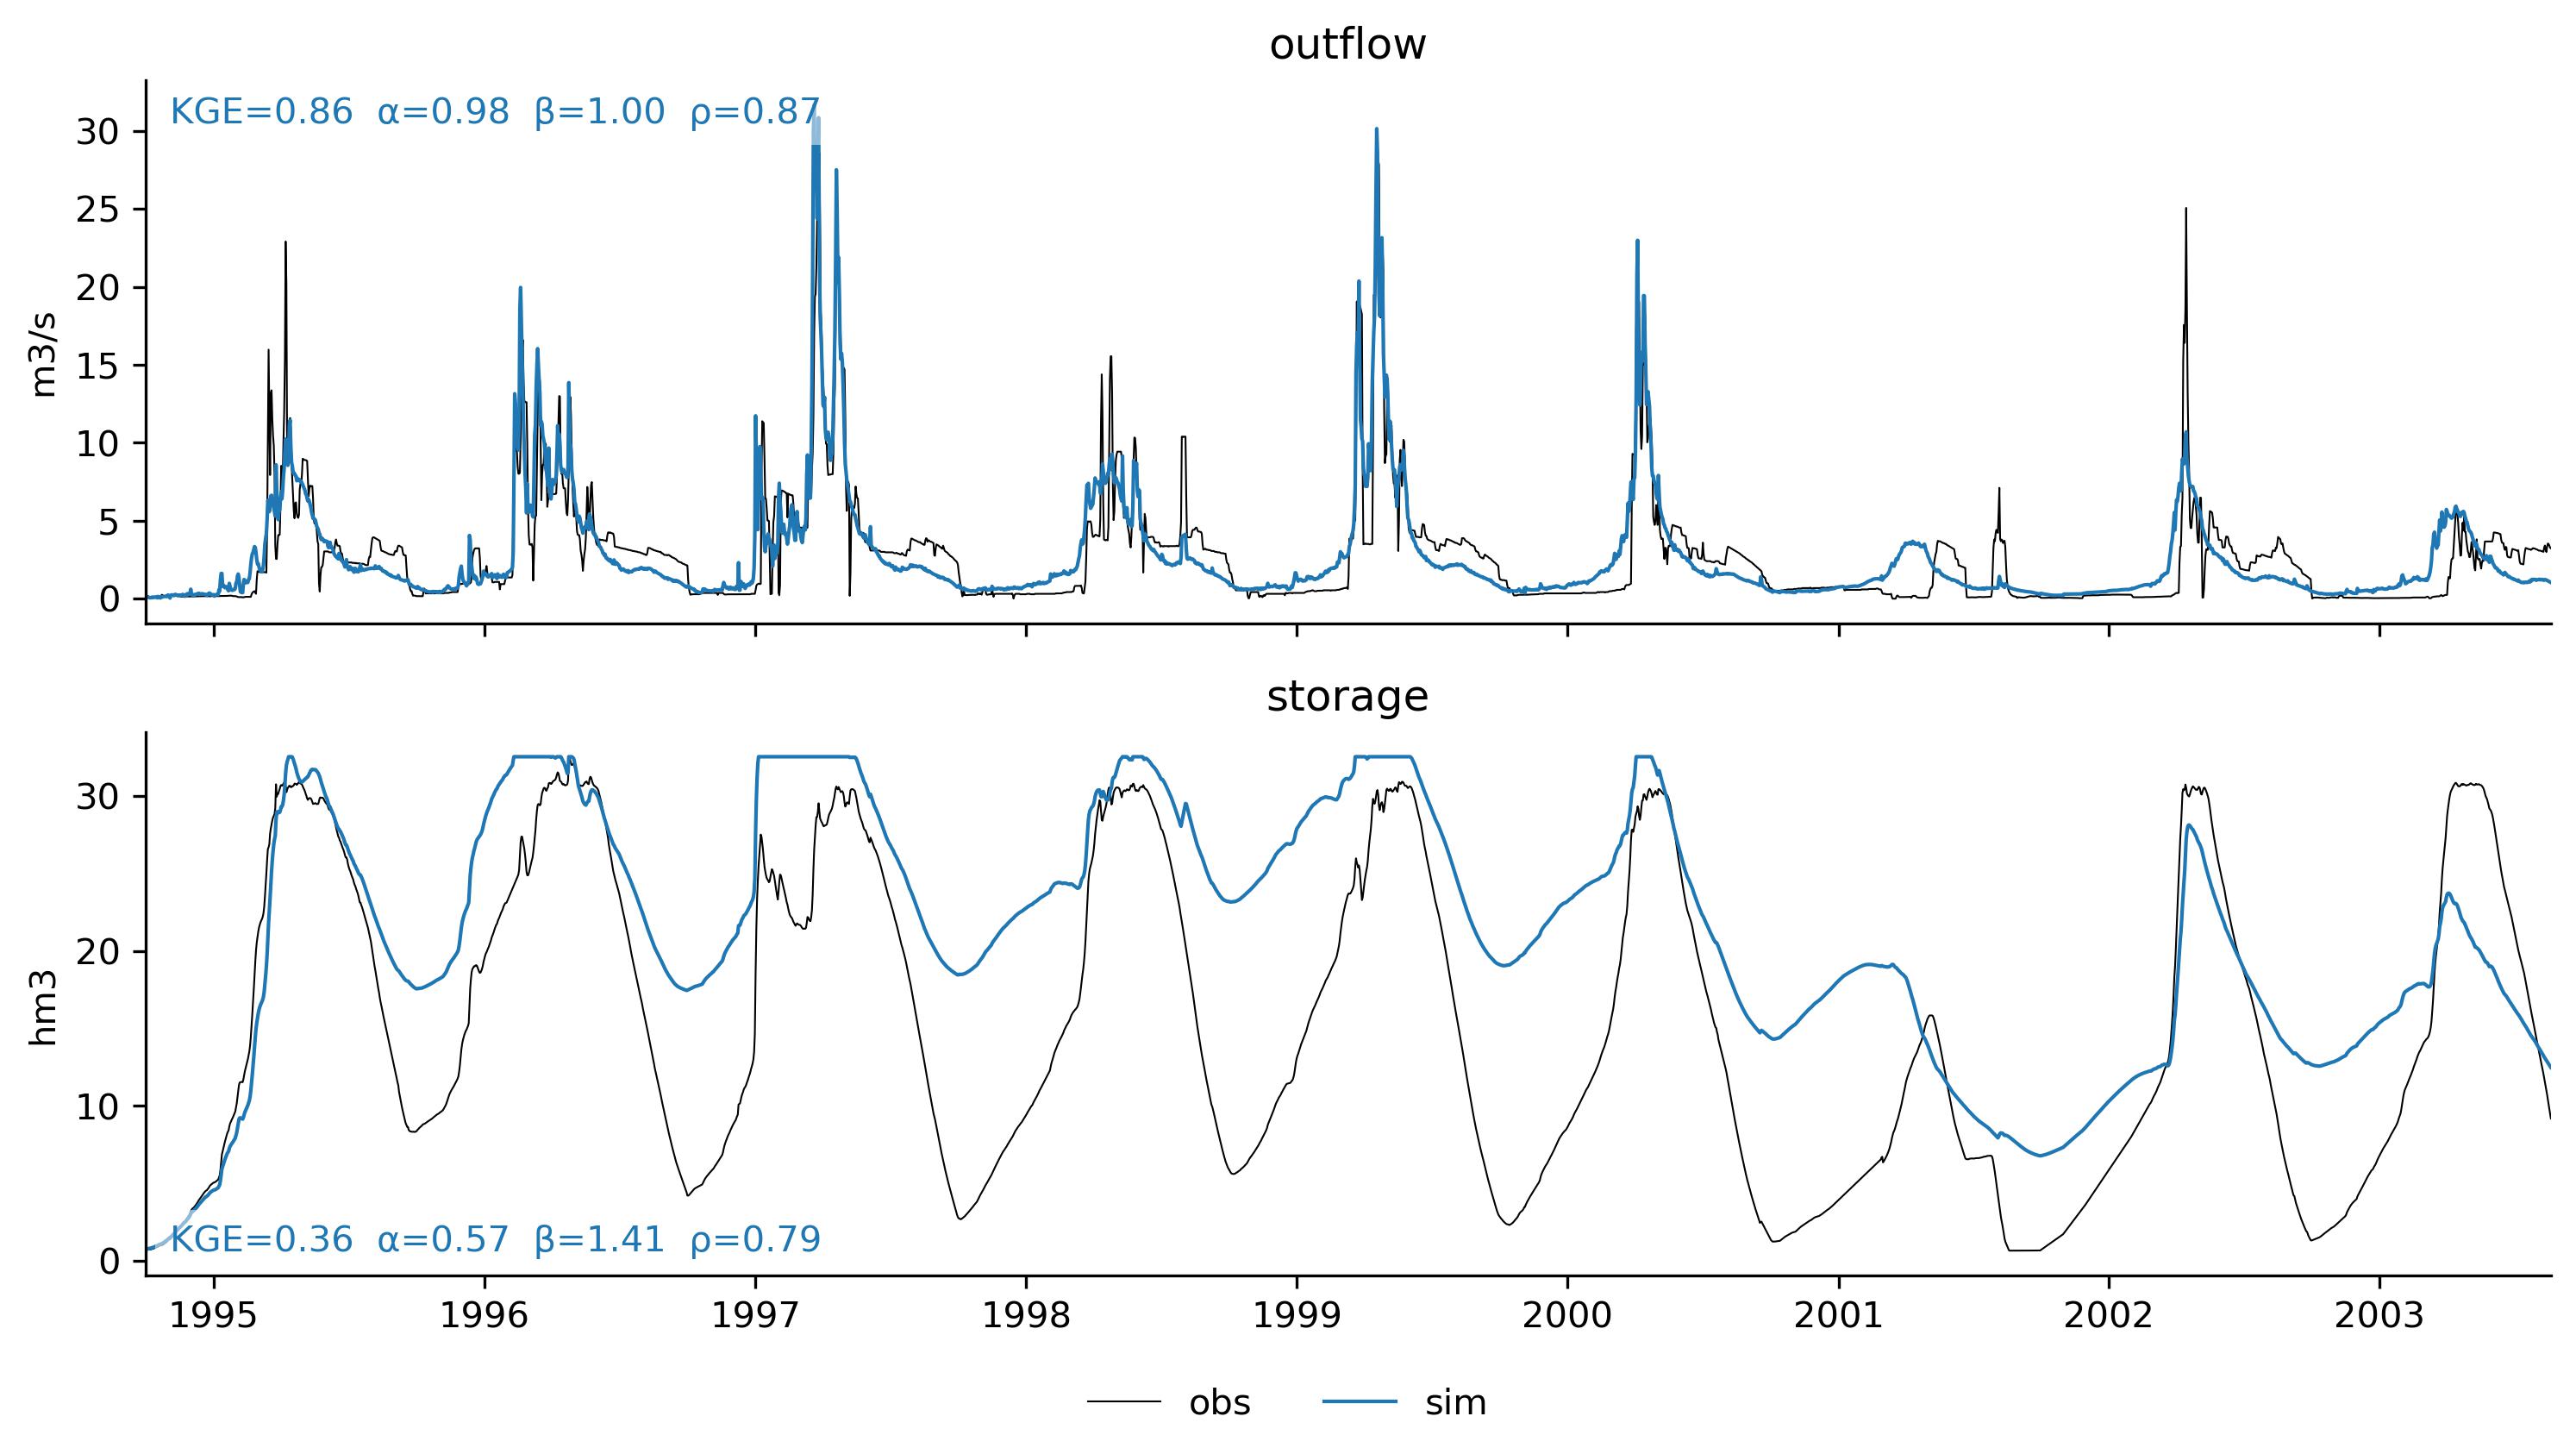 outflow
KGE=0.86 α=0.98 β=1.00 ρ=0.87
30
25
20
15
10
5
0
m3/s
storage
30
20
10
0
hm3
KGE=0.36 α=0.57 β=1.41 ρ=0.79
1995 1996 1997 1998 1999 2000 2001 2002 2003
obs sim